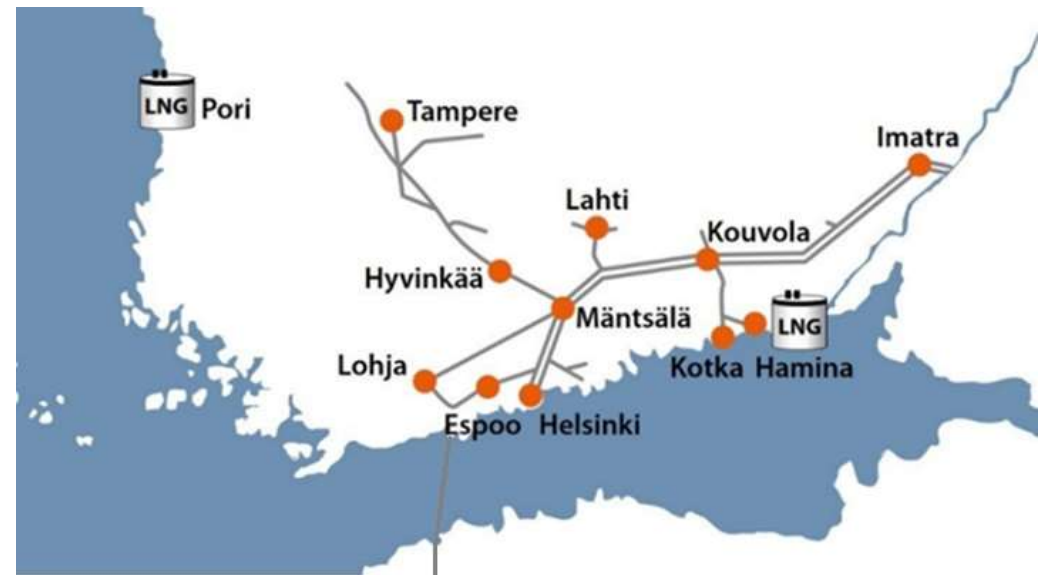 LNG Pori
Tampere
Imatra
Lahti
Kouvola
Hyvinkää
Mäntsälä
LNG
Lohja
Kotka Hamina
Espoo Helsinki